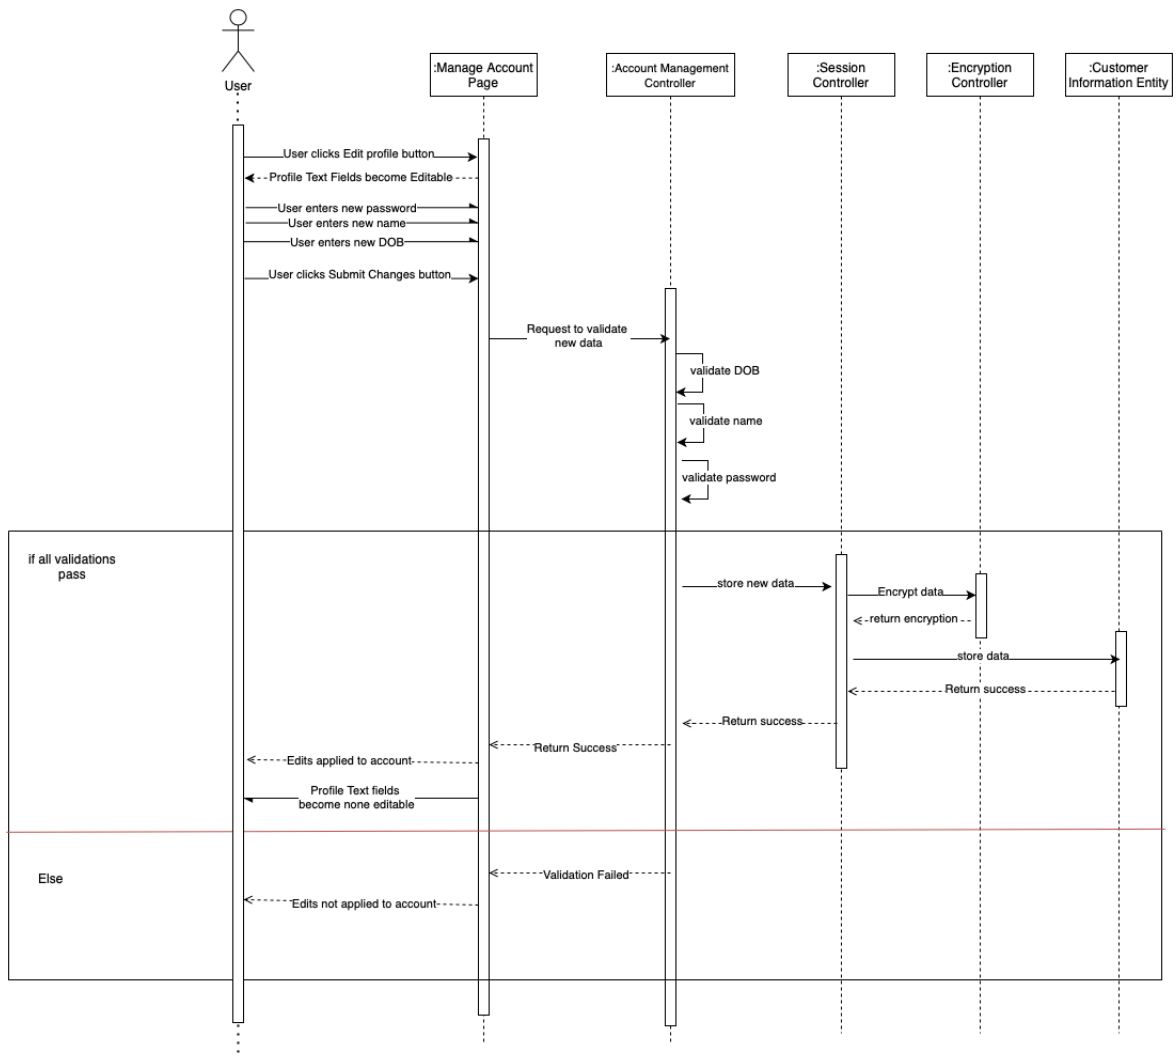 User
:Manage Account
Page
:Account Management
Controller
:Session
Controller
:Encryption
Controller
:Customer
Information Entity
User clicks Edit profile button
Profile Text Fields become Editable
User enters new password
User enters new name
User enters new DOB
User clicks Submit Changes button
Request to validate
new data
validate DOB
validate name
validate password
if all validations
pass
store new data
Encrypt data
return encryption
store data
Return success
Return success
Return Success
Edits applied to account
Profile Text fields
become none editable
Else
Validation Failed
Edits not applied to account